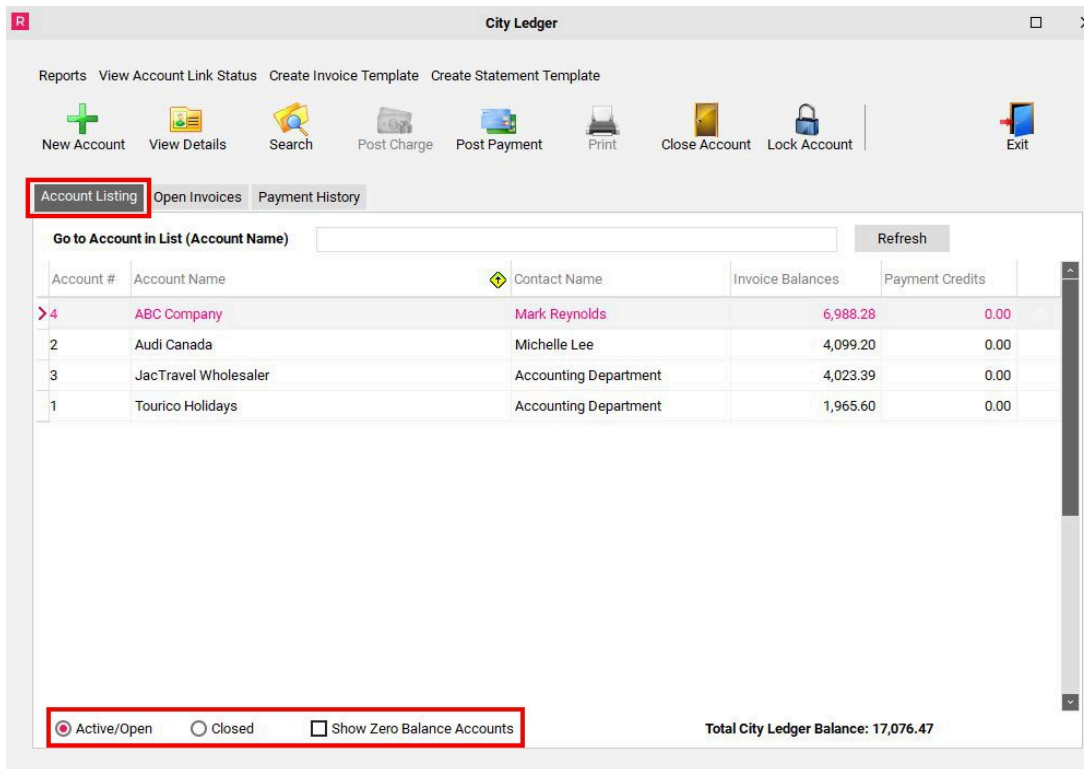 R
City Ledger
Reports View Account Link Status Create Invoice Template Create Statement Template
New Account View Details Search Post Charge Post Payment Print Close Account Lock Account Exit
Account Listing Open Invoices Payment History
Go to Account in List (Account Name) Refresh
Account # Account Name Contact Name Invoice Balances Payment Credits
4 ABC Company Mark Reynolds 6,988.28 0.00
2 Audi Canada Michelle Lee 4,099.20 0.00
3 JacTravel Wholesaler Accounting Department 4,023.39 0.00
1 Tourico Holidays Accounting Department 1,965.60 0.00
Active/Open Closed Show Zero Balance Accounts Total City Ledger Balance: 17,076.47